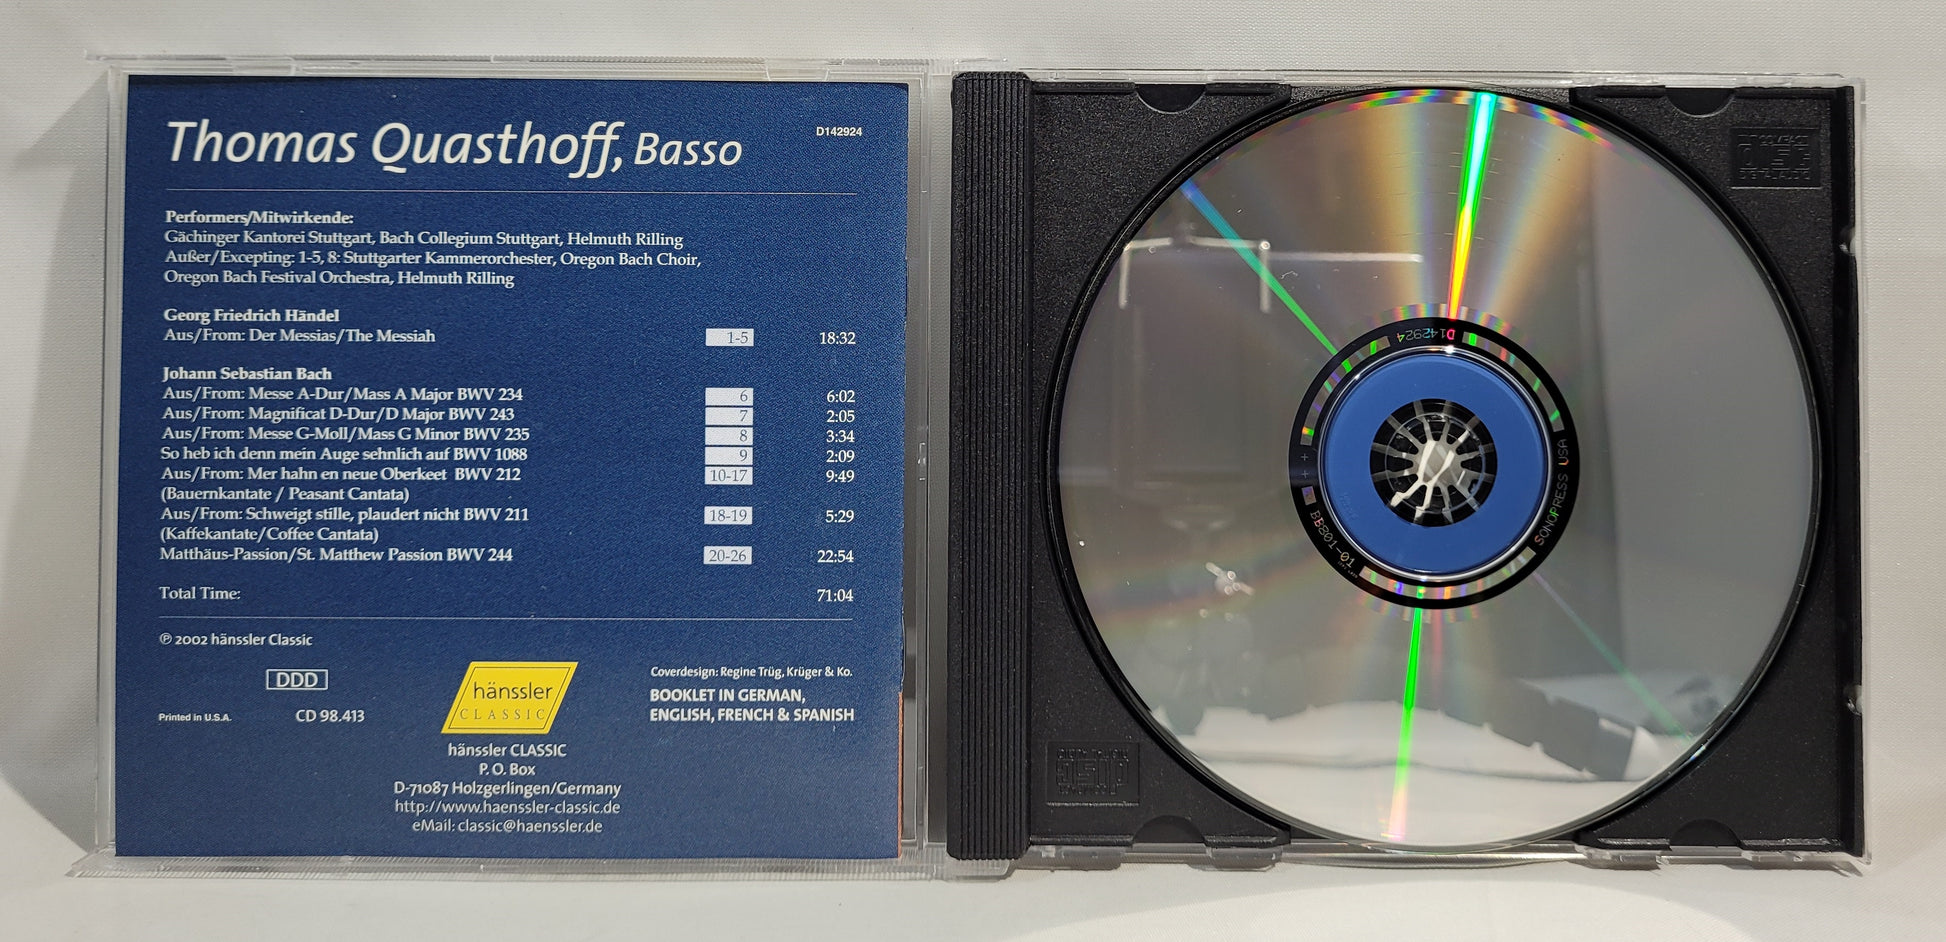 Thomas Quasthoff, Basso
D142924
Performers/Mitwirkende:
Gächinger Kantorei Stuttgart, Bach Collegium Stuttgart, Helmuth Rilling
Außer/Excepting: 1-5, 8: Stuttgarter Kammerorchester, Oregon Bach Choir,
Oregon Bach Festival Orchestra, Helmuth Rilling
Georg Friedrich Händel
Aus/From: Der Messias/The Messiah 1-5 18:32
Johann Sebastian Bach
Aus/From: Messe A-Dur/Mass A Major BWV 234 6 6:02
Aus/From: Magnificat D-Dur/D Major BWV 243 7 2:05
Aus/From: Messe G-Moll/Mass G Minor BWV 235 8 3:34
So heb ich denn mein Auge sehnlich auf BWV 1088 9 2:09
Aus/From: Mer hahn en neue Oberkeet BWV 212 10-17 9:49
(Bauernkantate / Peasant Cantata)
Aus/From: Schweigt stille, plaudert nicht BWV 211 18-19 5:29
(Kaffekantate/Coffee Cantata)
Matthäus-Passion/St. Matthew Passion BWV 244 20-26 22:54
Total Time: 71:04
℗ 2002 hänssler Classic
DDD
Printed in U.S.A.
CD 98.413
hänssler
CLASSIC
Coverdesign: Regine Trüg, Krüger & Ko.
BOOKLET IN GERMAN,
ENGLISH, FRENCH & SPANISH
hänssler CLASSIC
P. O. Box
D-71087 Holzgerlingen/Germany
http://www.haenssler-classic.de
eMail: classic@haenssler.de
D142924
SONOPRESS USA
BB801-01
COMPACT
disc
DIGITAL AUDIO
COMPACT
disc
DIGITAL AUDIO